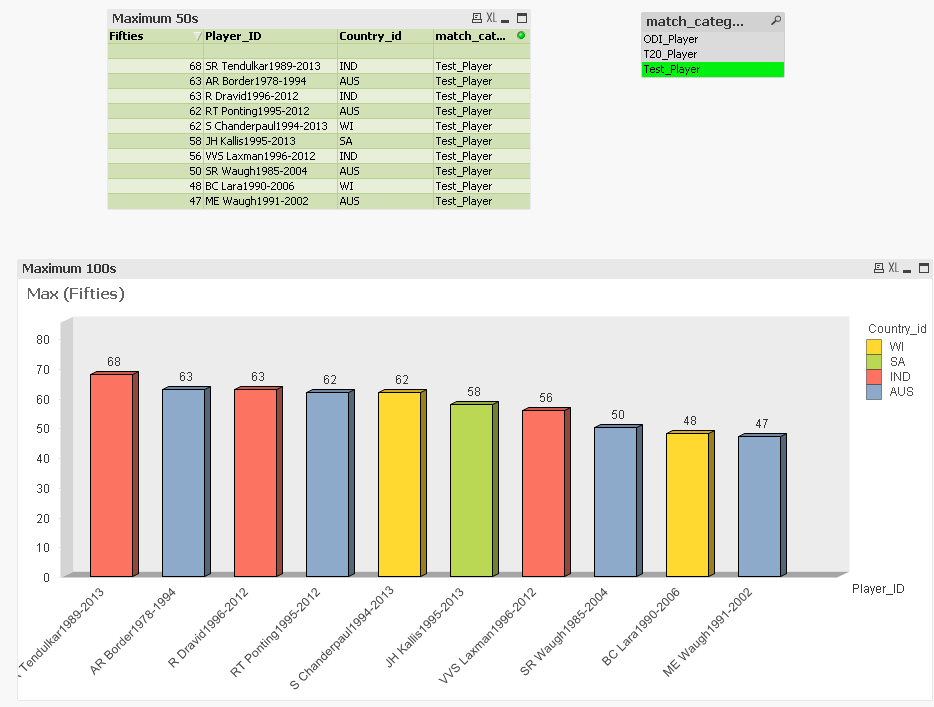 Maximum 50s XL
Fifties Player_ID Country_id match_cat...
68 SR Tendulkar1989-2013 IND Test_Player
63 AR Border1978-1994 AUS Test_Player
63 R Dravid1996-2012 IND Test_Player
62 RT Ponting1995-2012 AUS Test_Player
62 S Chanderpaul1994-2013 WI Test_Player
58 JH Kallis1995-2013 SA Test_Player
56 VVS Laxman1996-2012 IND Test_Player
50 SR Waugh1985-2004 AUS Test_Player
48 BC Lara1990-2006 WI Test_Player
47 ME Waugh1991-2002 AUS Test_Player
match_categ...
ODI_Player
T20_Player
Test_Player
Maximum 100s XL
Max (Fifties)
80
70
60
50
40
30
20
10
0
68 63 63 62 62 58 56 50 48 47
Tendulkar1989-2013
AR Border1978-1994
R Dravid1996-2012
RT Ponting1995-2012
S Chanderpaul1994-2013
JH Kallis1995-2013
VVS Laxman1996-2012
SR Waugh1985-2004
BC Lara1990-2006
ME Waugh1991-2002
Player_ID
Country_id
WI
SA
IND
AUS